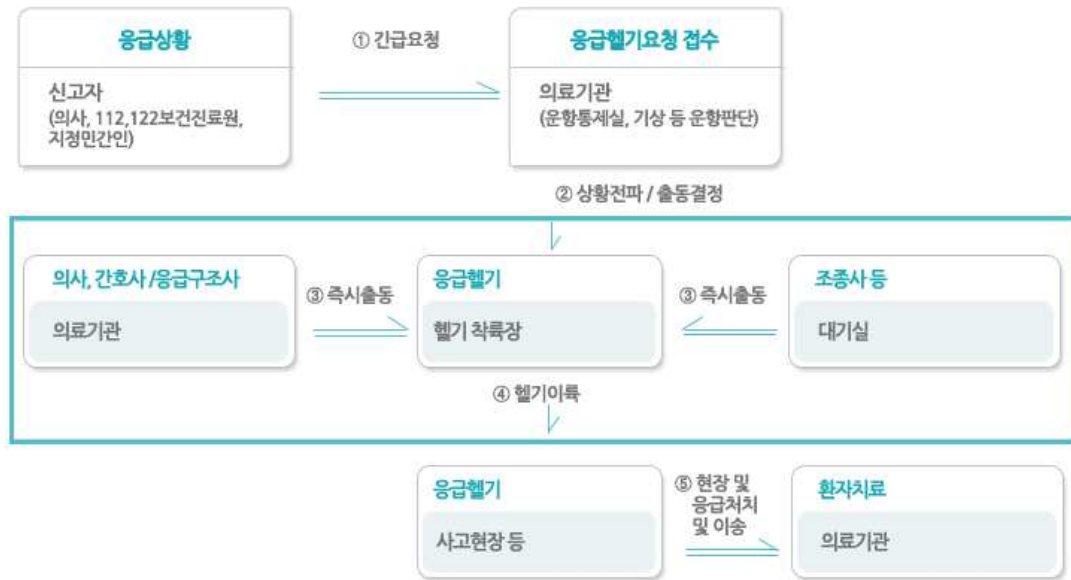 응급상황
① 긴급요청
응급헬기요청 접수
신고자
(의사, 112,122보건진료원,
지정민간인)
의료기관
(운항통제실, 기상 등 운항판단)
② 상황전파 / 출동결정
의사, 간호사 /응급구조사
의료기관
③ 즉시출동
응급헬기
헬기 착륙장
③ 즉시출동
조종사 등
대기실
④ 헬기이륙
응급헬기
사고현장 등
⑤ 현장 및
응급처치
및 이송
환자치료
의료기관